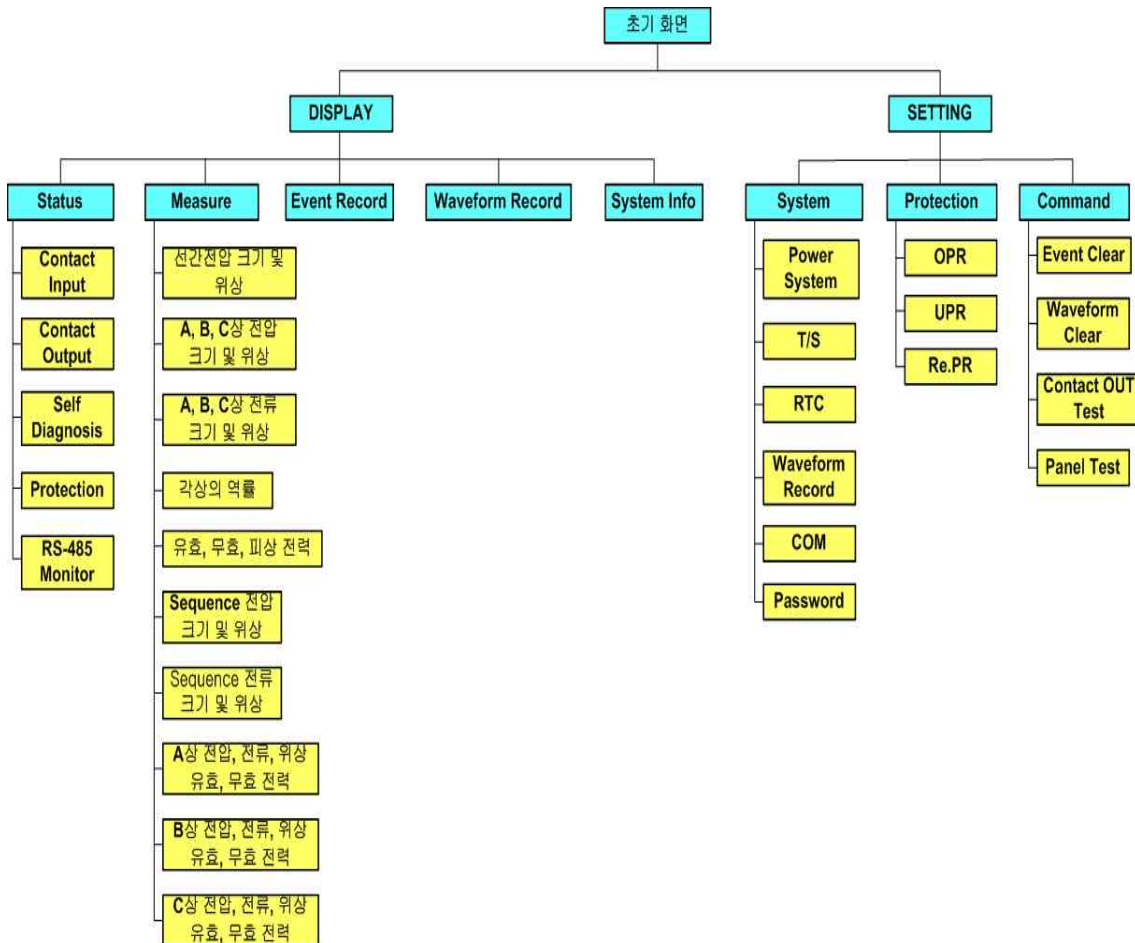 초기 화면
DISPLAY
SETTING
Status
Measure
Event Record
Waveform Record
System Info
System
Protection
Command
Contact
Input
Contact
Output
Self
Diagnosis
Protection
RS-485
Monitor
선간전압 크기 및
위상
A, B, C상 전압
크기 및 위상
A, B, C상 전류
크기 및 위상
각상의 역률
유효, 무효, 피상 전력
Sequence 전압
크기 및 위상
Sequence 전류
크기 및 위상
A상 전압, 전류, 위상
유효, 무효 전력
B상 전압, 전류, 위상
유효, 무효 전력
C상 전압, 전류, 위상
유효, 무효 전력
Power
System
T/S
RTC
Waveform
Record
COM
Password
OPR
UPR
Re.PR
Event Clear
Waveform
Clear
Contact OUT
Test
Panel Test